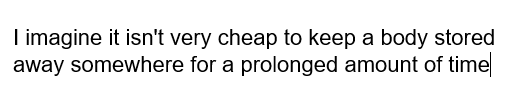 I imagine it isn't very cheap to keep a body stored
away somewhere for a prolonged amount of time